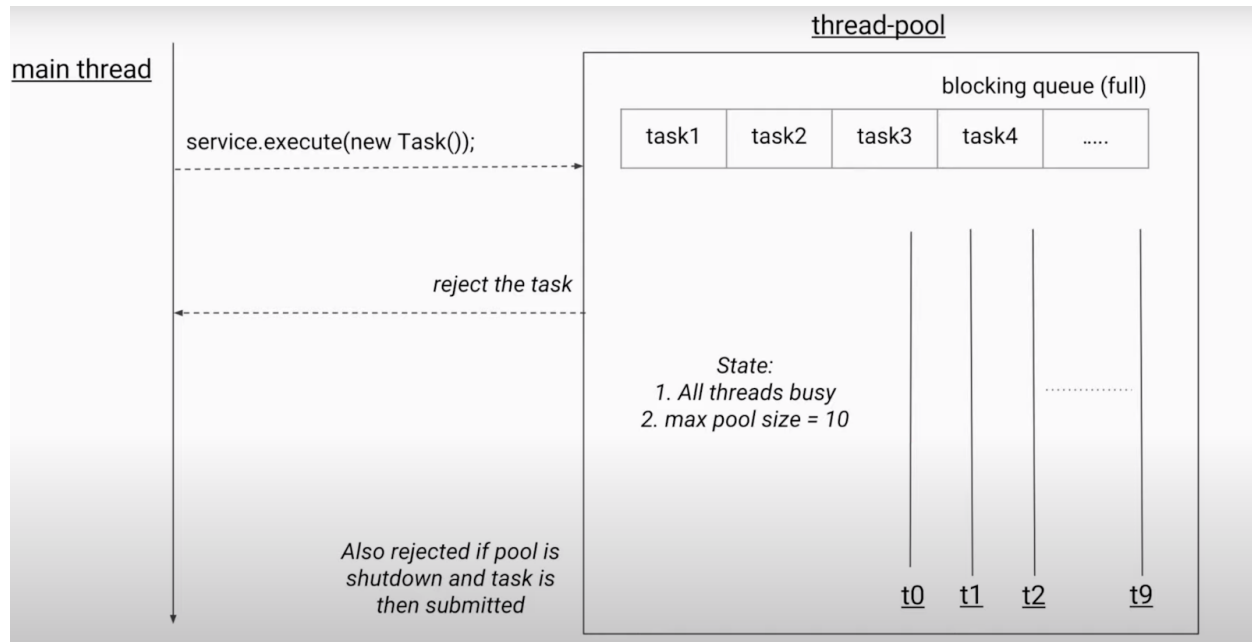 thread-pool
main thread
blocking queue (full)
task1 task2 task3 task4 .....
service.execute(new Task());
reject the task
State:
1. All threads busy
2. max pool size = 10
Also rejected if pool is
shutdown and task is
then submitted
t0 t1 t2 t9